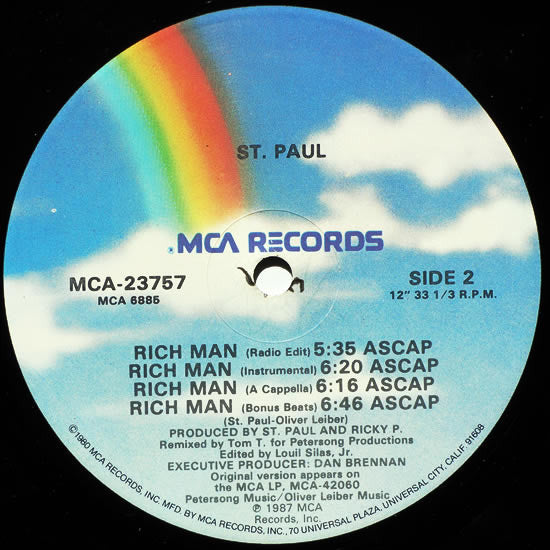 ST. PAUL
MCA RECORDS
MCA-23757
MCA 6885
SIDE 2
12" 33 1/3 R.P.M.
RICH MAN (Radio Edit) 5:35 ASCAP
RICH MAN (Instrumental) 6:20 ASCAP
RICH MAN (A Cappella) 6:16 ASCAP
RICH MAN (Bonus Beats) 6:46 ASCAP
(St. Paul-Oliver Leiber)
PRODUCED BY ST. PAUL AND RICKY P.
Remixed by Tom T. for Petersong Productions
Edited by Louil Silas, Jr.
EXECUTIVE PRODUCER: DAN BRENNAN
Original version appears on
the MCA LP, MCA-42060
Petersong Music/Oliver Leiber Music
℗ 1987 MCA
Records, Inc.
©1980 MCA RECORDS, INC. MFD. BY MCA RECORDS, INC., 70 UNIVERSAL PLAZA, UNIVERSAL CITY, CALIF. 91608